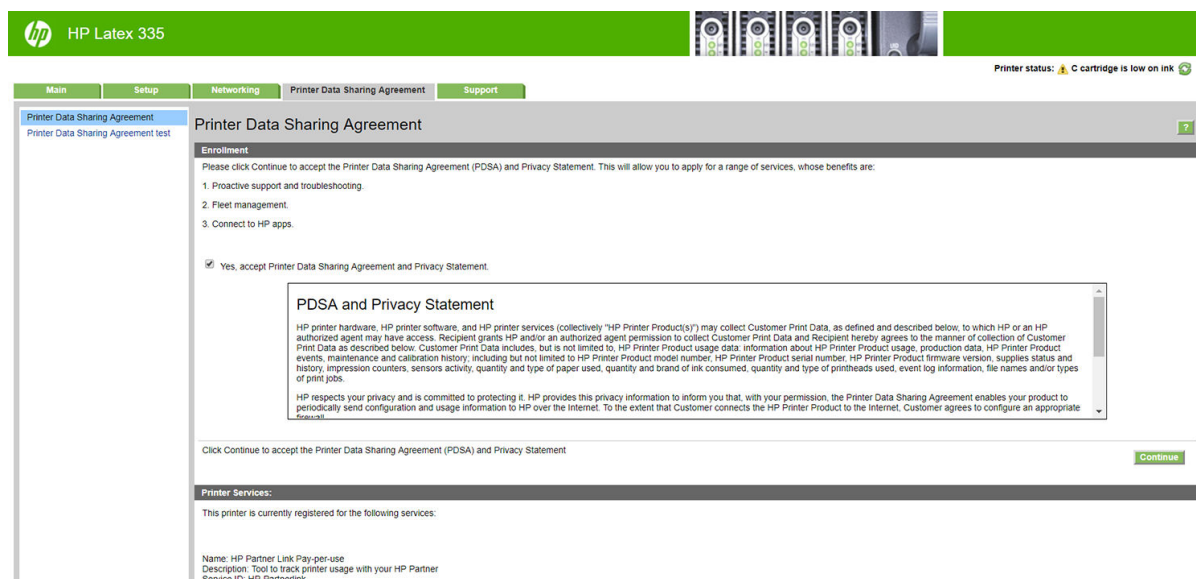 hp HP Latex 335
Printer status: C cartridge is low on ink
Main Setup Networking Printer Data Sharing Agreement Support
Printer Data Sharing Agreement
Printer Data Sharing Agreement test
Printer Data Sharing Agreement
?
Enrollment
Please click Continue to accept the Printer Data Sharing Agreement (PDSA) and Privacy Statement. This will allow you to apply for a range of services, whose benefits are:
1. Proactive support and troubleshooting.
2. Fleet management.
3. Connect to HP apps.
Yes, accept Printer Data Sharing Agreement and Privacy Statement.
PDSA and Privacy Statement
HP printer hardware, HP printer software, and HP printer services (collectively "HP Printer Product(s)") may collect Customer Print Data, as defined and described below, to which HP or an HP
authorized agent may have access. Recipient grants HP and/or an authorized agent permission to collect Customer Print Data and Recipient hereby agrees to the manner of collection of Customer
Print Data as described below. Customer Print Data includes, but is not limited to, HP Printer Product usage data: information about HP Printer Product usage, production data, HP Printer Product
events, maintenance and calibration history; including but not limited to HP Printer Product model number, HP Printer Product serial number, HP Printer Product firmware version, supplies status and
history, impression counters, sensors activity, quantity and type of paper used, quantity and brand of ink consumed, quantity and type of printheads used, event log information, file names and/or types
of print jobs.
HP respects your privacy and is committed to protecting it. HP provides this privacy information to inform you that, with your permission, the Printer Data Sharing Agreement enables your product to
periodically send configuration and usage information to HP over the Internet. To the extent that Customer connects the HP Printer Product to the Internet, Customer agrees to configure an appropriate
firewall
Click Continue to accept the Printer Data Sharing Agreement (PDSA) and Privacy Statement
Continue
Printer Services:
This printer is currently registered for the following services:
Name: HP Partner Link Pay-per-use
Description: Tool to track printer usage with your HP Partner
Service ID: HP Partnerlink